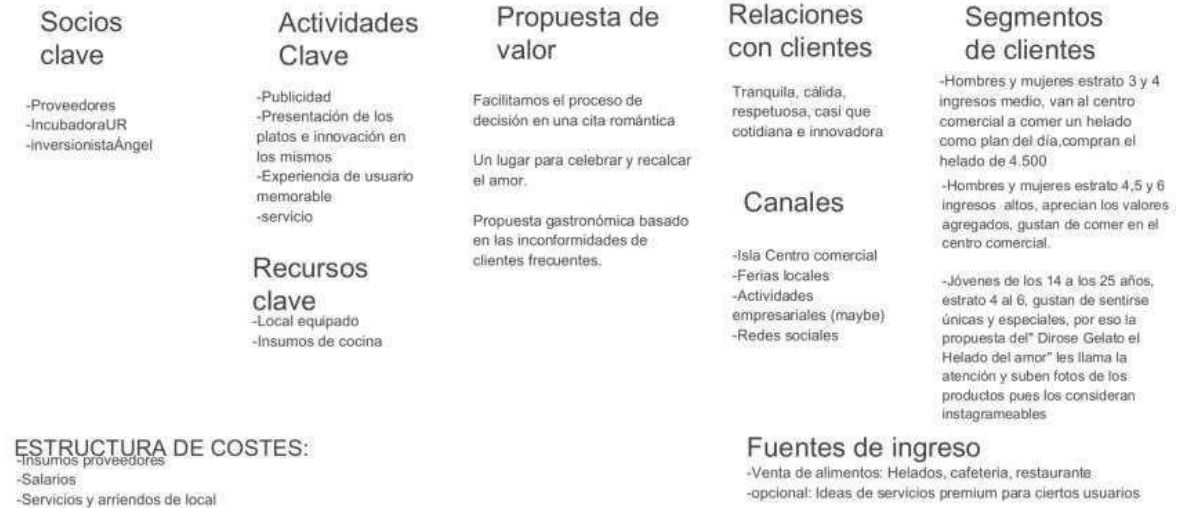 Socios
clave
-Proveedores
-IncubadoraUR
-inversionistaÁngel
Actividades
Clave
-Publicidad
-Presentación de los
platos e innovación en
los mismos
-Experiencia de usuario
memorable
-servicio
Recursos
clave
-Local equipado
-Insumos de cocina
Propuesta de
valor
Facilitamos el proceso de
decisión en una cita romántica
Un lugar para celebrar y recalcar
el amor.
Propuesta gastronómica basado
en las inconformidades de
clientes frecuentes.
Relaciones
con clientes
Tranquila, cálida,
respetuosa, casi que
cotidiana e innovadora
Canales
-Isla Centro comercial
-Ferias locales
-Actividades
empresariales (maybe)
-Redes sociales
Segmentos
de clientes
-Hombres y mujeres estrato 3 y 4
ingresos medio, van al centro
comercial a comer un helado
como plan del día,compran el
helado de 4.500
-Hombres y mujeres estrato 4,5 y 6
ingresos altos, aprecian los valores
agregados, gustan de comer en el
centro comercial.
-Jóvenes de los 14 a los 25 años,
estrato 4 al 6, gustan de sentirse
únicas y especiales, por eso la
propuesta del" Dirose Gelato el
Helado del amor" les llama la
atención y suben fotos de los
productos pues los consideran
instagrameables
ESTRUCTURA DE COSTES:
-Insumos proveedores
-Salarios
-Servicios y arriendos de local
Fuentes de ingreso
-Venta de alimentos: Helados, cafeteria, restaurante
-opcional: Ideas de servicios premium para ciertos usuarios